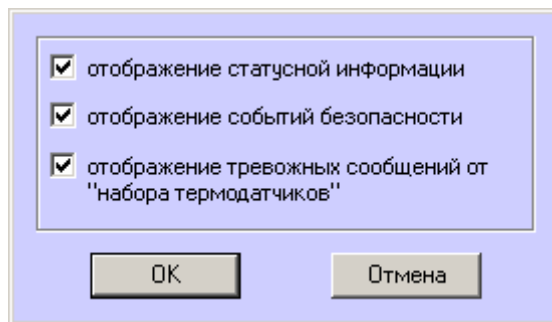 отображение статусной информации
отображение событий безопасности
отображение тревожных сообщений от
"набора термодатчиков"
OK
Отмена